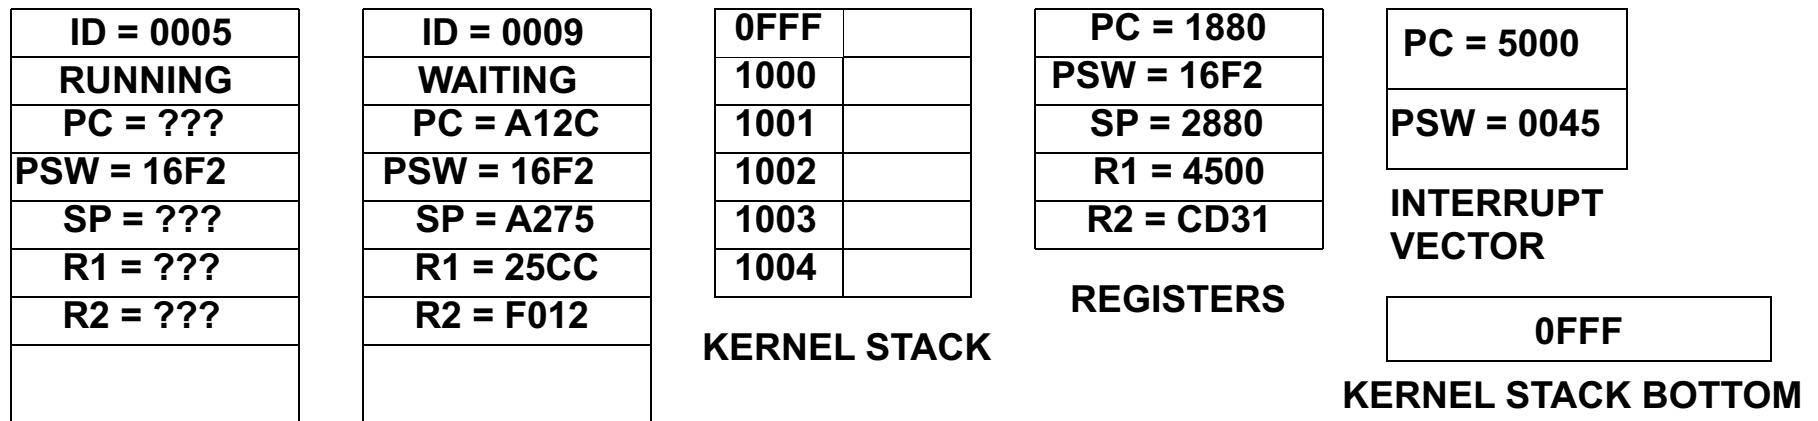 ID = 0005
RUNNING
PC = ???
PSW = 16F2
SP = ???
R1 = ???
R2 = ???
ID = 0009
WAITING
PC = A12C
PSW = 16F2
SP = A275
R1 = 25CC
R2 = F012
0FFF
1000
1001
1002
1003
1004
KERNEL STACK
PC = 1880
PSW = 16F2
SP = 2880
R1 = 4500
R2 = CD31
REGISTERS
PC = 5000
PSW = 0045
INTERRUPT
VECTOR
0FFF
KERNEL STACK BOTTOM